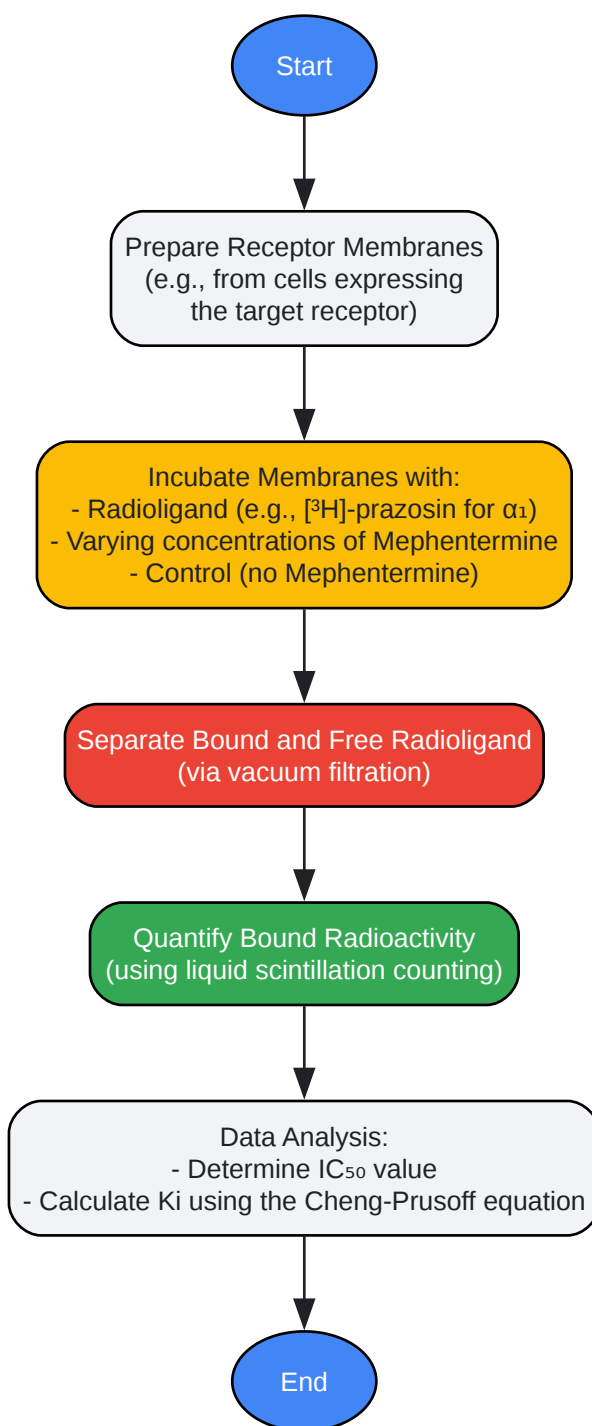 Start
Prepare Receptor Membranes
(e.g., from cells expressing
the target receptor)
Incubate Membranes with:
- Radioligand (e.g., [³H]-prazosin for α₁)
- Varying concentrations of Mephentermine
- Control (no Mephentermine)
Separate Bound and Free Radioligand
(via vacuum filtration)
Quantify Bound Radioactivity
(using liquid scintillation counting)
Data Analysis:
- Determine IC₅₀ value
- Calculate Ki using the Cheng-Prusoff equation
End